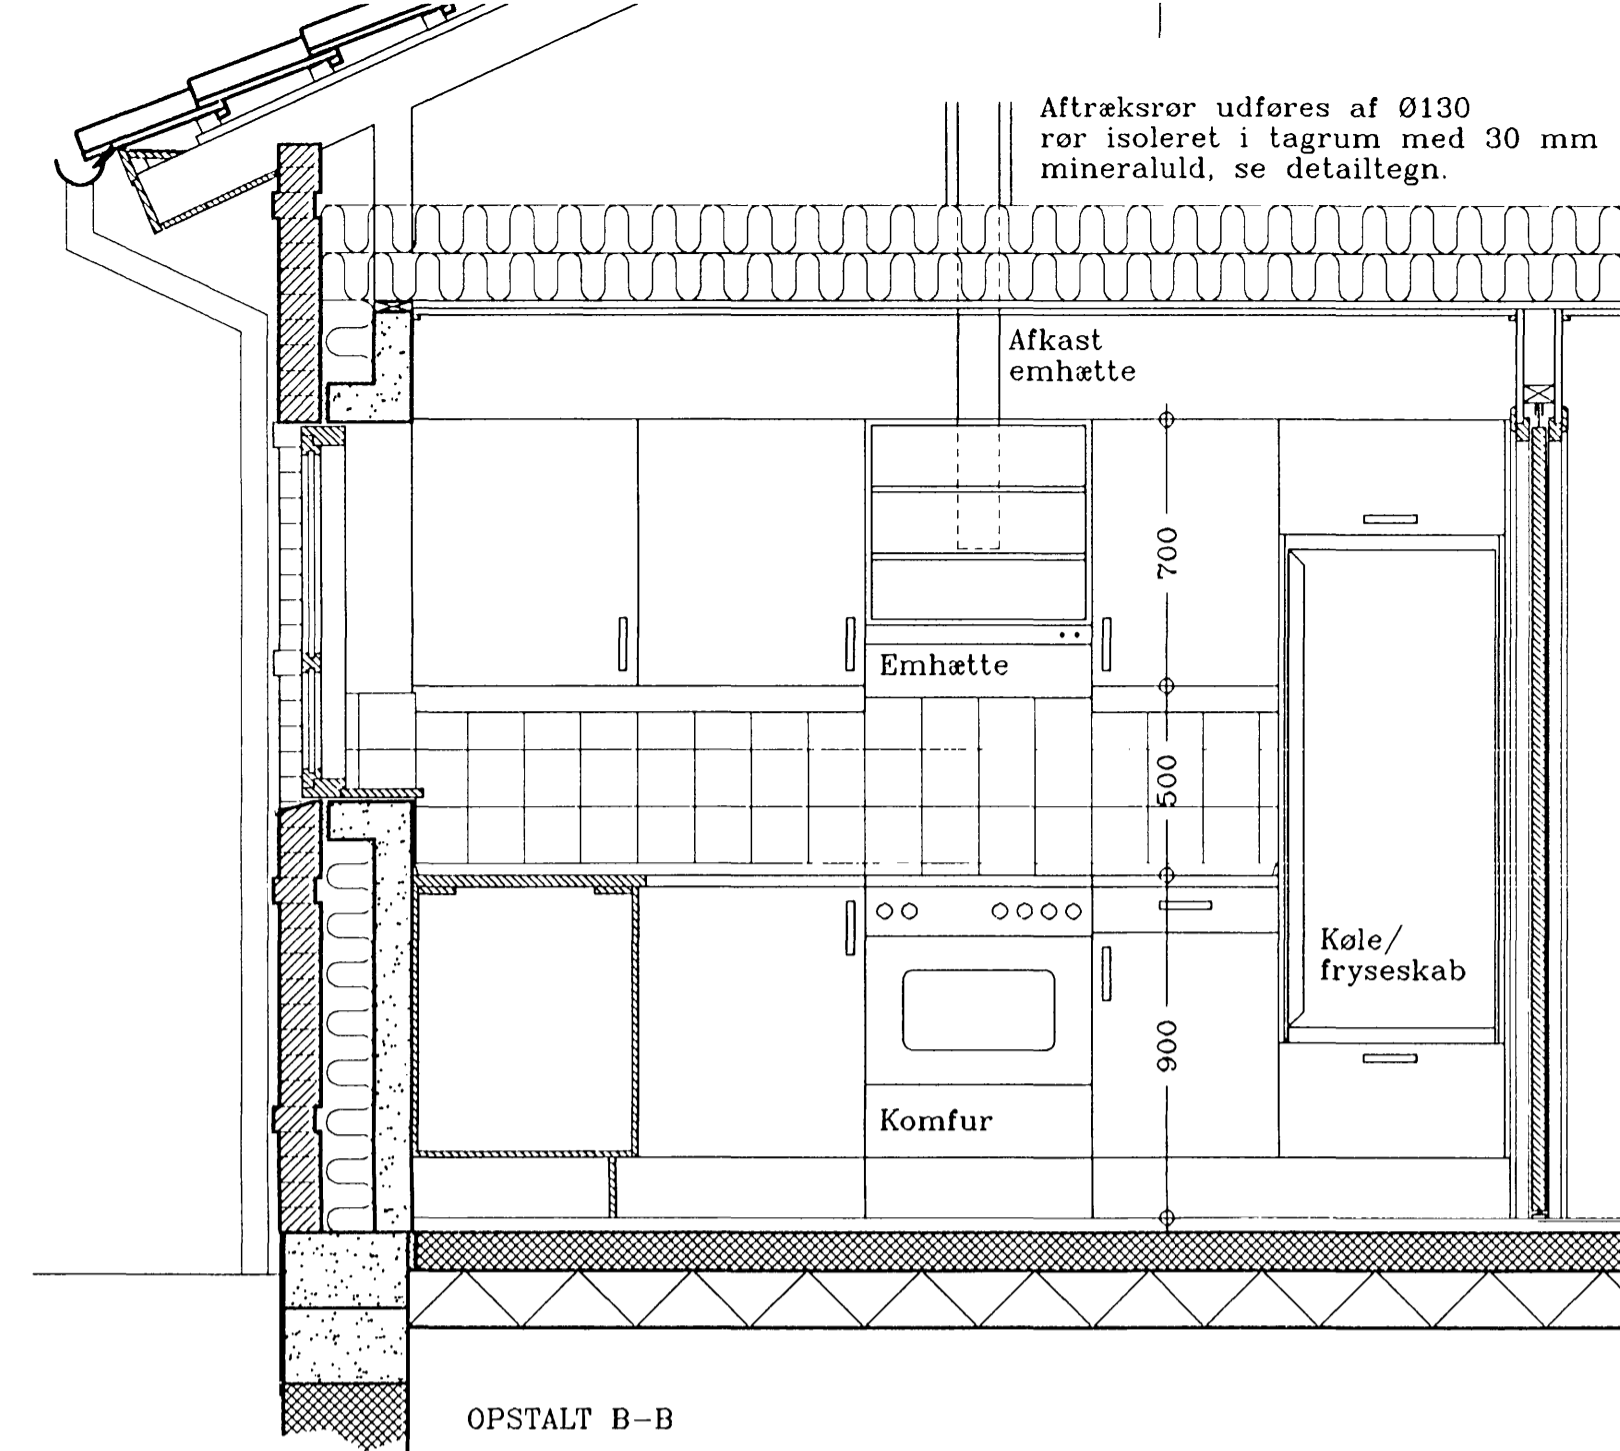 Aftræksrør udføres af Ø130
rør isoleret i tagrum med 30 mm
mineraluld, se detailtegn.
Afkast
emhætte
700
Emhætte
500
Køle/
fryseskab
900
Komfur
OPSTALT B-B